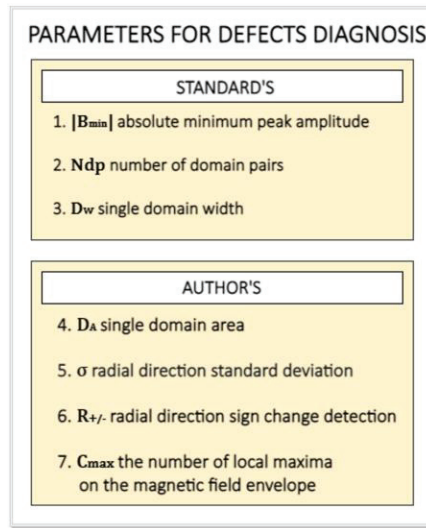 PARAMETERS FOR DEFECTS DIAGNOSIS
STANDARD'S
1. |Bmin| absolute minimum peak amplitude
2. Ndp number of domain pairs
3. Dw single domain width
AUTHOR'S
4. DA single domain area
5. σ radial direction standard deviation
6. R+/- radial direction sign change detection
7. Cmax the number of local maxima
on the magnetic field envelope